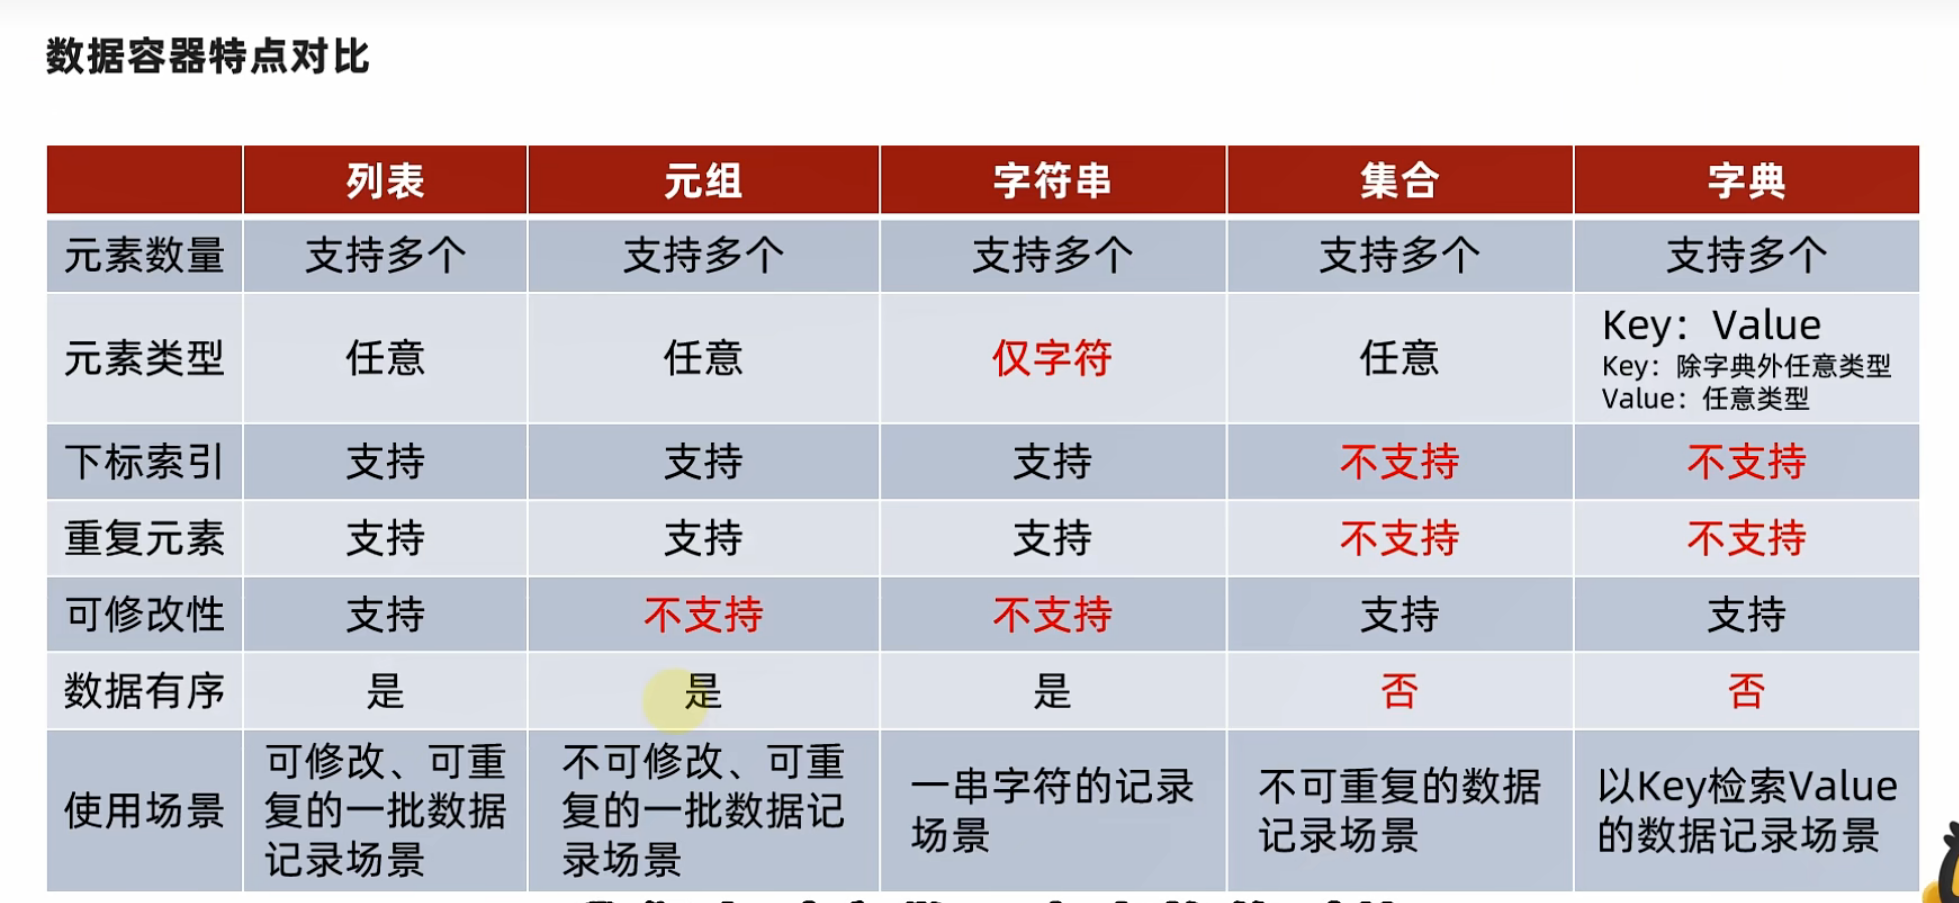 数据容器特点对比
列表 元组 字符串 集合 字典
元素数量 支持多个 支持多个 支持多个 支持多个 支持多个
元素类型 任意 任意 仅字符 任意 Key：Value
Key：除字典外任意类型
Value：任意类型
下标索引 支持 支持 支持 不支持 不支持
重复元素 支持 支持 支持 不支持 不支持
可修改性 支持 不支持 不支持 支持 支持
数据有序 是 是 是 否 否
使用场景
可修改、可重
复的一批数据
记录场景
不可修改、可重
复的一批数据记
录场景
一串字符的记录
场景
不可重复的数据
记录场景
以Key检索Value
的数据记录场景